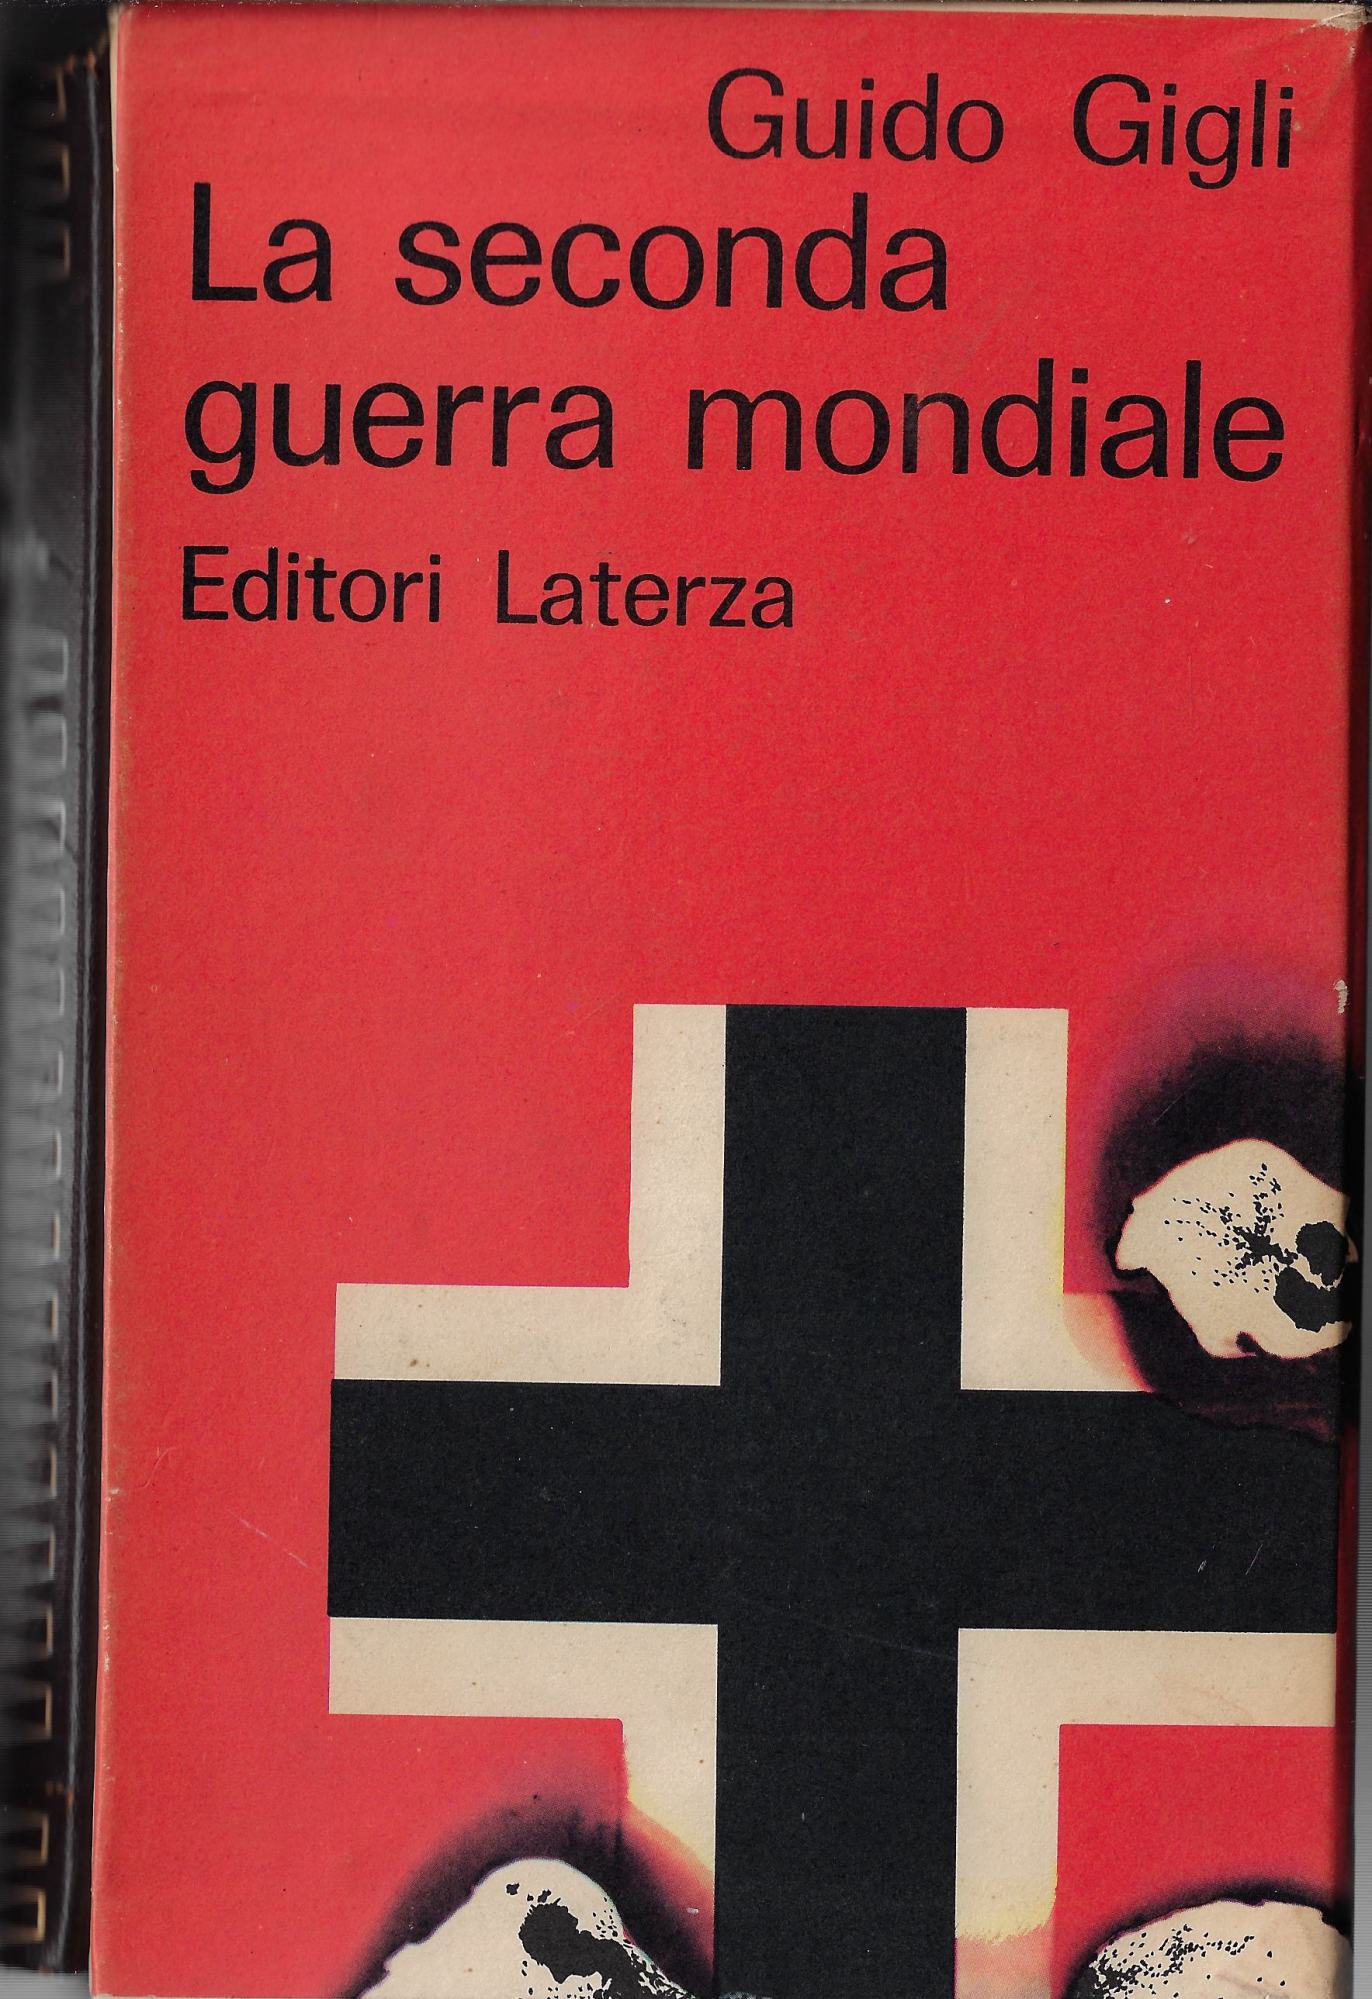 Guido Gigli
La seconda
guerra mondiale
Editori Laterza